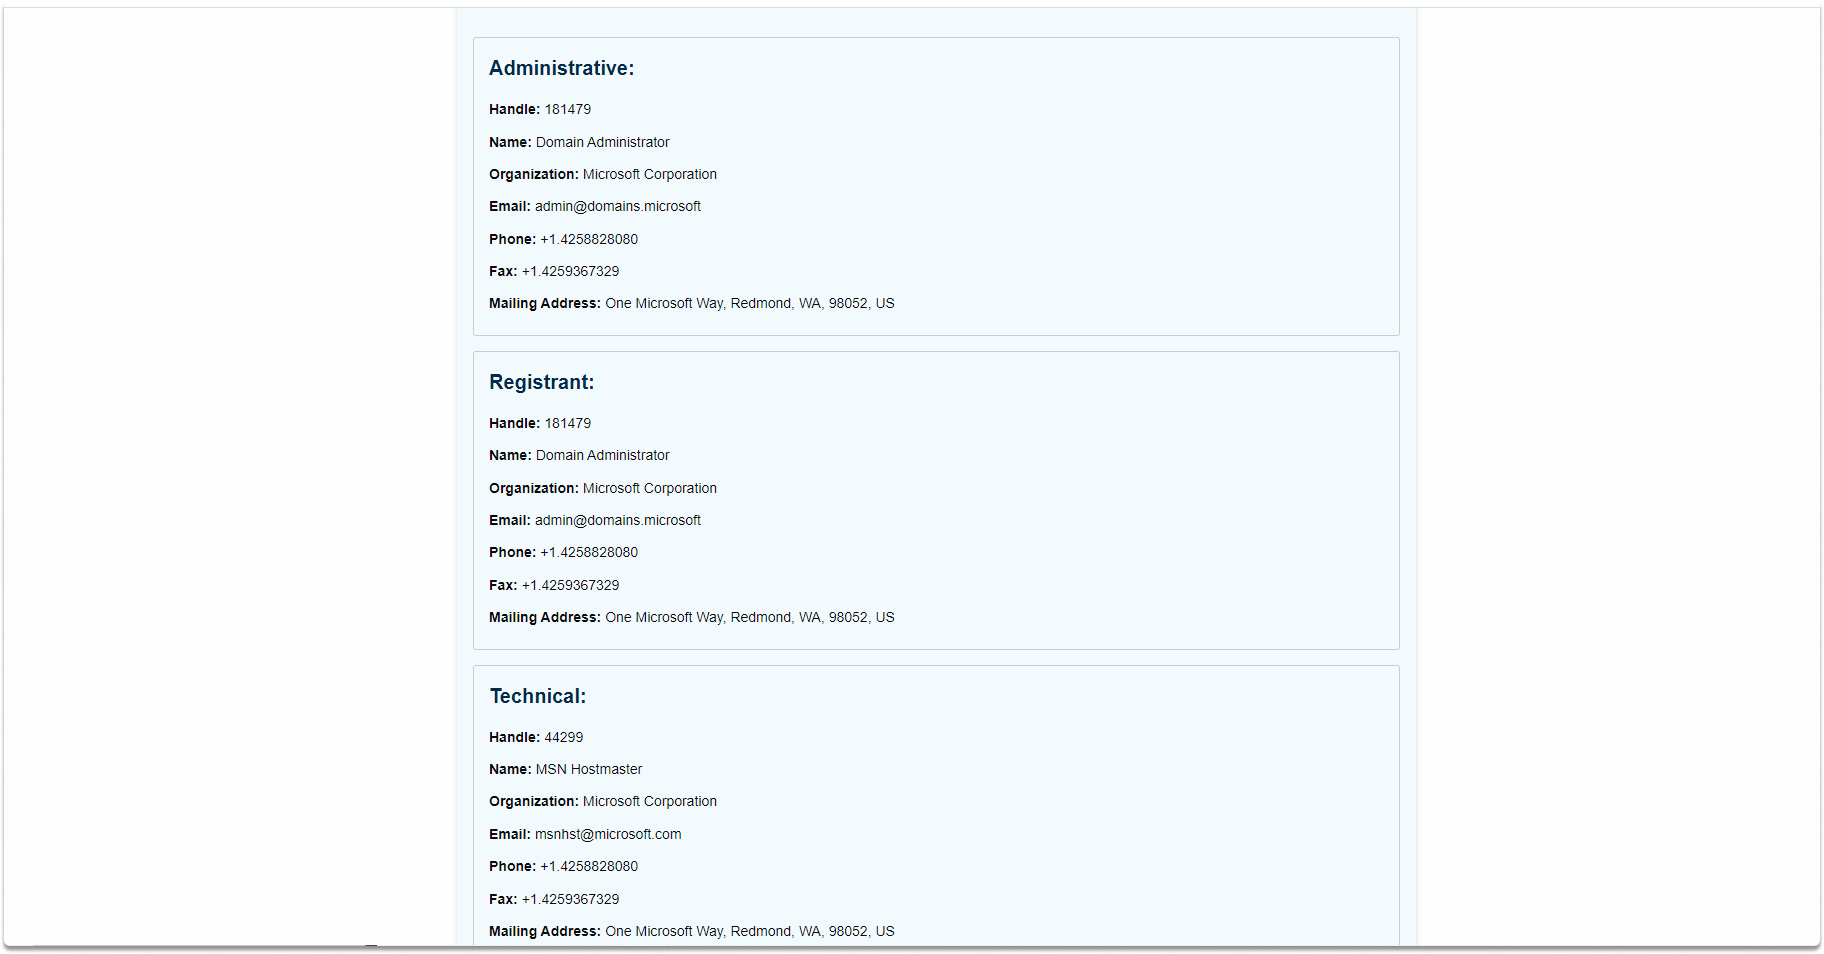 Administrative:
Handle: 181479
Name: Domain Administrator
Organization: Microsoft Corporation
Email: admin@domains.microsoft
Phone: +1.4258828080
Fax: +1.4259367329
Mailing Address: One Microsoft Way, Redmond, WA, 98052, US
Registrant:
Handle: 181479
Name: Domain Administrator
Organization: Microsoft Corporation
Email: admin@domains.microsoft
Phone: +1.4258828080
Fax: +1.4259367329
Mailing Address: One Microsoft Way, Redmond, WA, 98052, US
Technical:
Handle: 44299
Name: MSN Hostmaster
Organization: Microsoft Corporation
Email: msnhst@microsoft.com
Phone: +1.4258828080
Fax: +1.4259367329
Mailing Address: One Microsoft Way, Redmond, WA, 98052, US